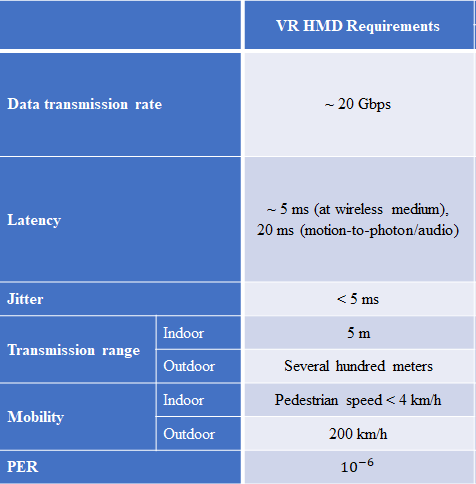 VR HMD Requirements
Data transmission rate
~ 20 Gbps
Latency
~ 5 ms (at wireless medium),
20 ms (motion-to-photon/audio)
Jitter
< 5 ms
Transmission range
Indoor
5 m
Outdoor
Several hundred meters
Mobility
Indoor
Pedestrian speed < 4 km/h
Outdoor
200 km/h
PER
10⁻⁶